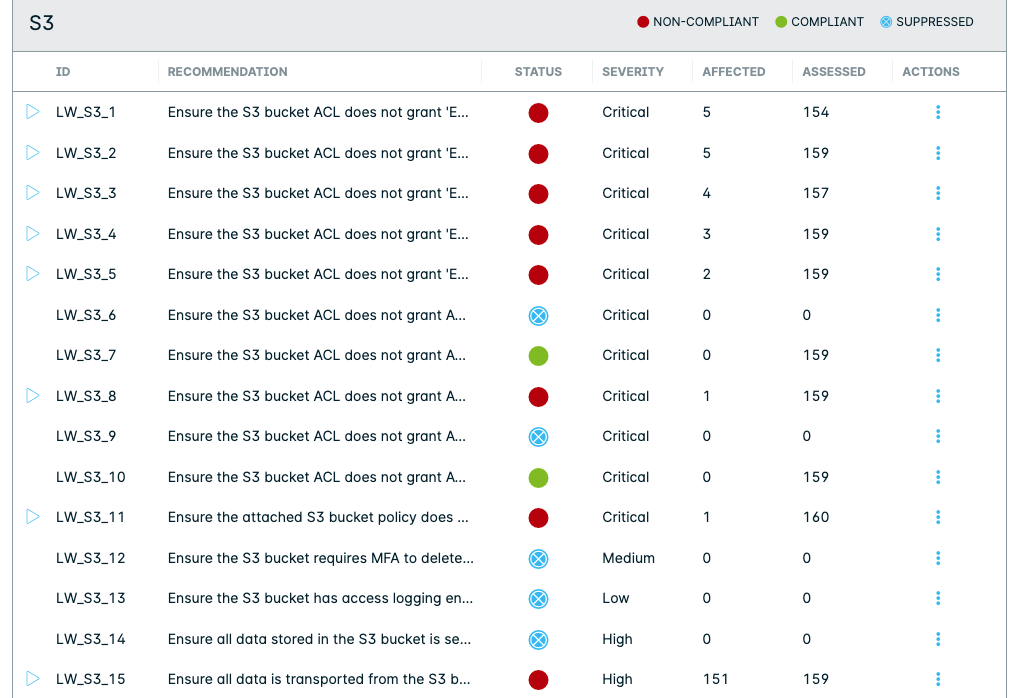 S3 NON-COMPLIANT COMPLIANT SUPPRESSED
ID RECOMMENDATION STATUS SEVERITY AFFECTED ASSESSED ACTIONS
LW_S3_1 Ensure the S3 bucket ACL does not grant 'E... Critical 5 154
LW_S3_2 Ensure the S3 bucket ACL does not grant 'E... Critical 5 159
LW_S3_3 Ensure the S3 bucket ACL does not grant 'E... Critical 4 157
LW_S3_4 Ensure the S3 bucket ACL does not grant 'E... Critical 3 159
LW_S3_5 Ensure the S3 bucket ACL does not grant 'E... Critical 2 159
LW_S3_6 Ensure the S3 bucket ACL does not grant A... Critical 0 0
LW_S3_7 Ensure the S3 bucket ACL does not grant A... Critical 0 159
LW_S3_8 Ensure the S3 bucket ACL does not grant A... Critical 1 159
LW_S3_9 Ensure the S3 bucket ACL does not grant A... Critical 0 0
LW_S3_10 Ensure the S3 bucket ACL does not grant A... Critical 0 159
LW_S3_11 Ensure the attached S3 bucket policy does ... Critical 1 160
LW_S3_12 Ensure the S3 bucket requires MFA to delete... Medium 0 0
LW_S3_13 Ensure the S3 bucket has access logging en... Low 0 0
LW_S3_14 Ensure all data stored in the S3 bucket is se... High 0 0
LW_S3_15 Ensure all data is transported from the S3 b... High 151 159